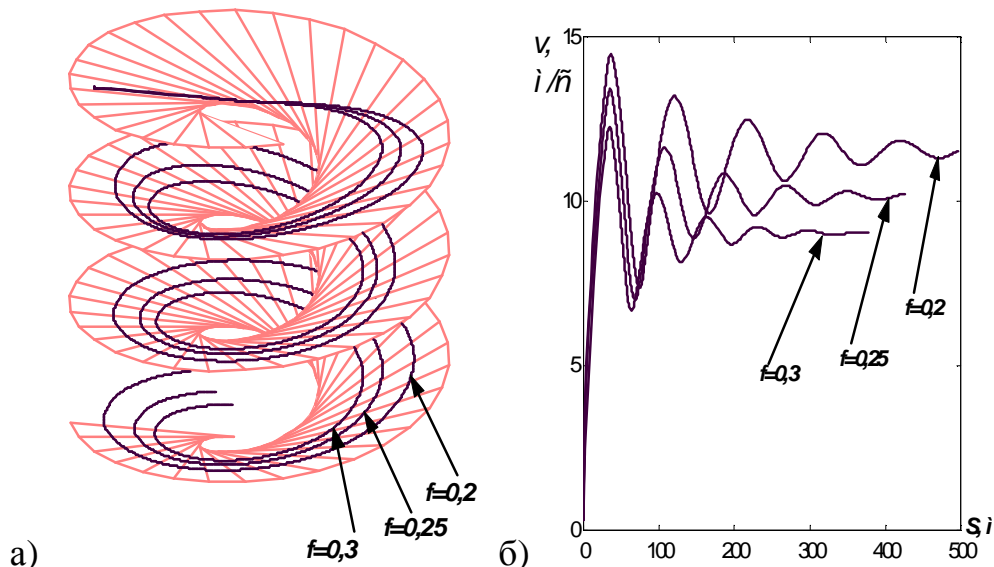 f=0,2
f=0,25
f=0,3
а)
v,
ì /ñ
15
10
5
0
0 100 200 300 400 500
S, ì
f=0,2
f=0,25
f=0,3
б)